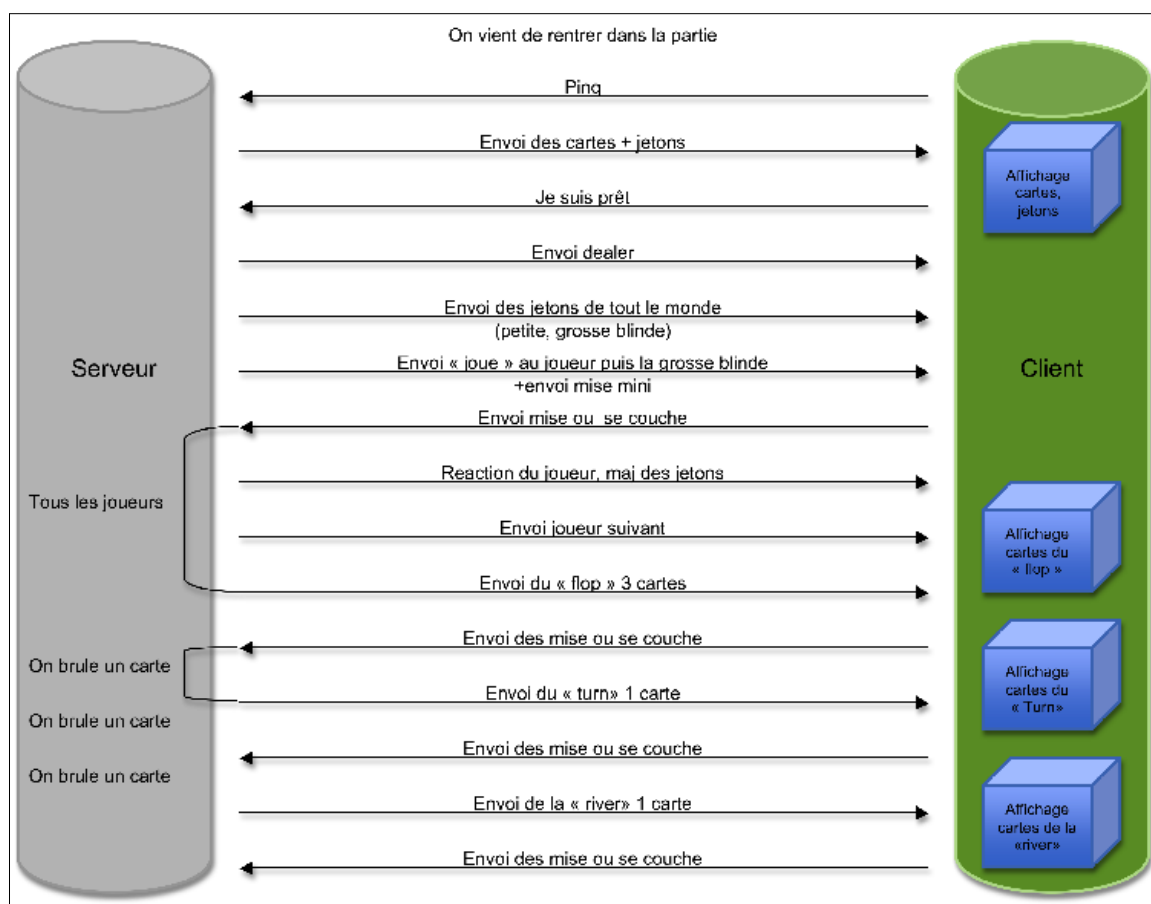 On vient de rentrer dans la partie
Ping
Envoi des cartes + jetons
Affichage
cartes,
jetons
Je suis prêt
Envoi dealer
Envoi des jetons de tout le monde
(petite, grosse blinde)
Serveur
Envoi « joue » au joueur puis la grosse blinde
+envoi mise mini
Client
Envoi mise ou se couche
Reaction du joueur, maj des jetons
Tous les joueurs
Envoi joueur suivant
Affichage
cartes du
« flop »
Envoi du « flop » 3 cartes
Envoi des mise ou se couche
On brule un carte
Affichage
cartes du
« Turn»
Envoi du « turn» 1 carte
On brule un carte
Envoi des mise ou se couche
On brule un carte
Envoi de la « river» 1 carte
Affichage
cartes de la
«river»
Envoi des mise ou se couche